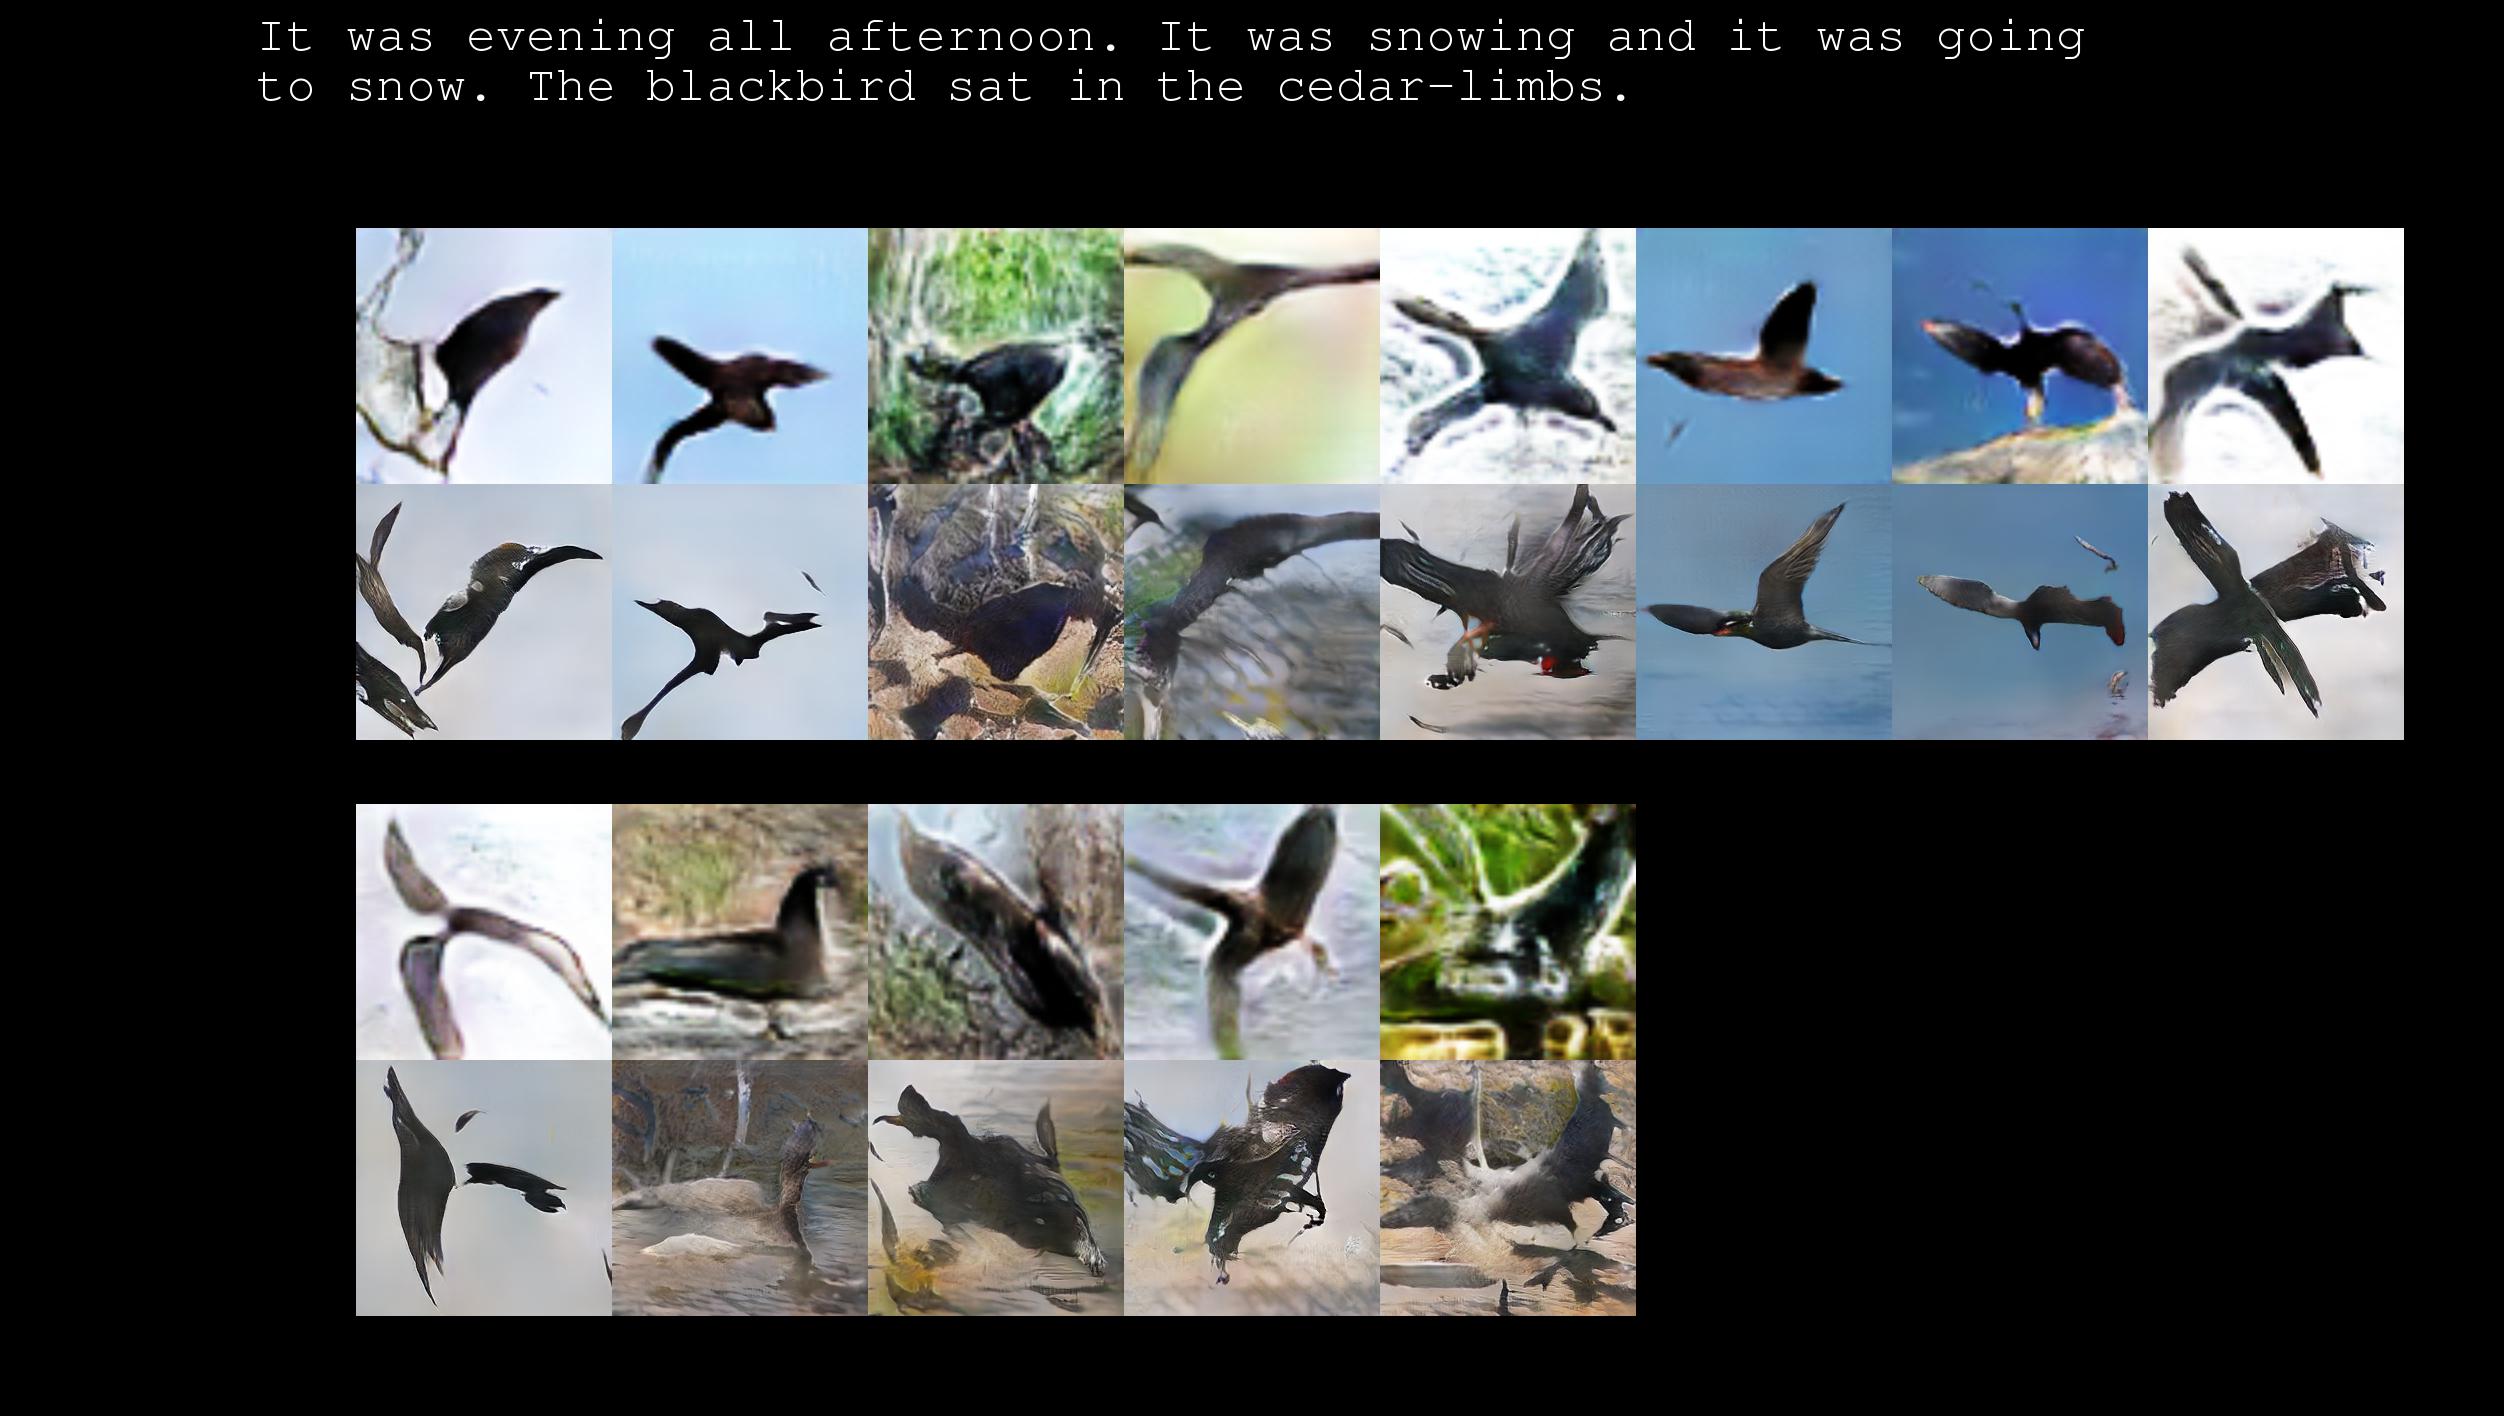 It was evening all afternoon. It was snowing and it was going
to snow. The blackbird sat in the cedar-limbs.